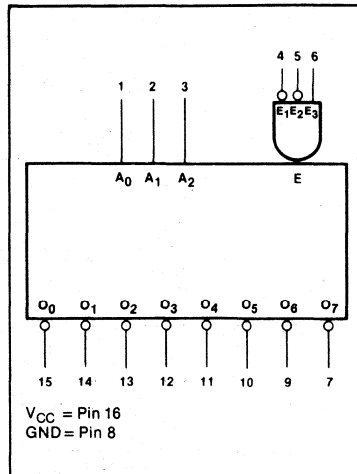 4 5 6
1 2 3
E1 E2 E3
A0 A1 A2 E
O0 O1 O2 O3 O4 O5 O6 O7
15 14 13 12 11 10 9 7
VCC = Pin 16
GND = Pin 8